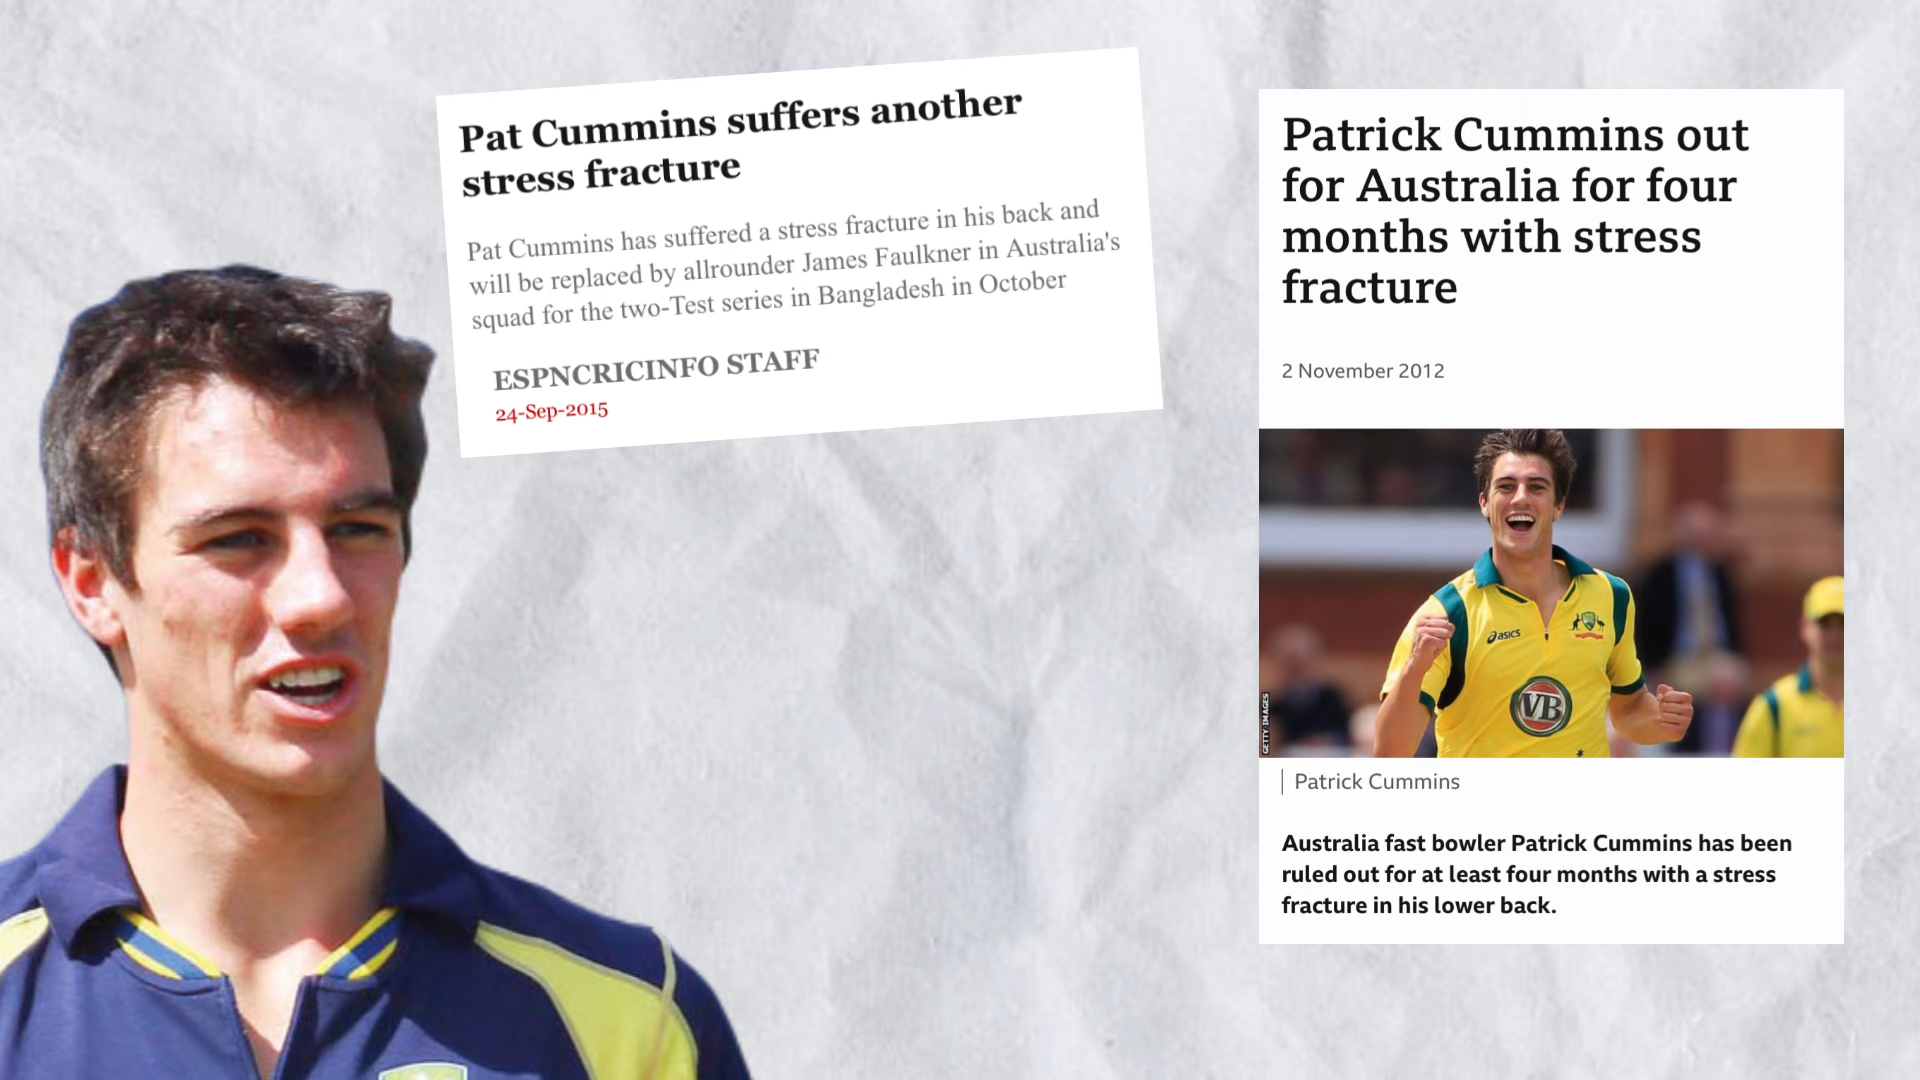 Pat Cummins suffers another
stress fracture
Pat Cummins has suffered a stress fracture in his back and
will be replaced by allrounder James Faulkner in Australia's
squad for the two-Test series in Bangladesh in October
ESPNCRICINFO STAFF
24-Sep-2015
Patrick Cummins out
for Australia for four
months with stress
fracture
2 November 2012
asics
VB
GETTY IMAGES
Patrick Cummins
Australia fast bowler Patrick Cummins has been
ruled out for at least four months with a stress
fracture in his lower back.